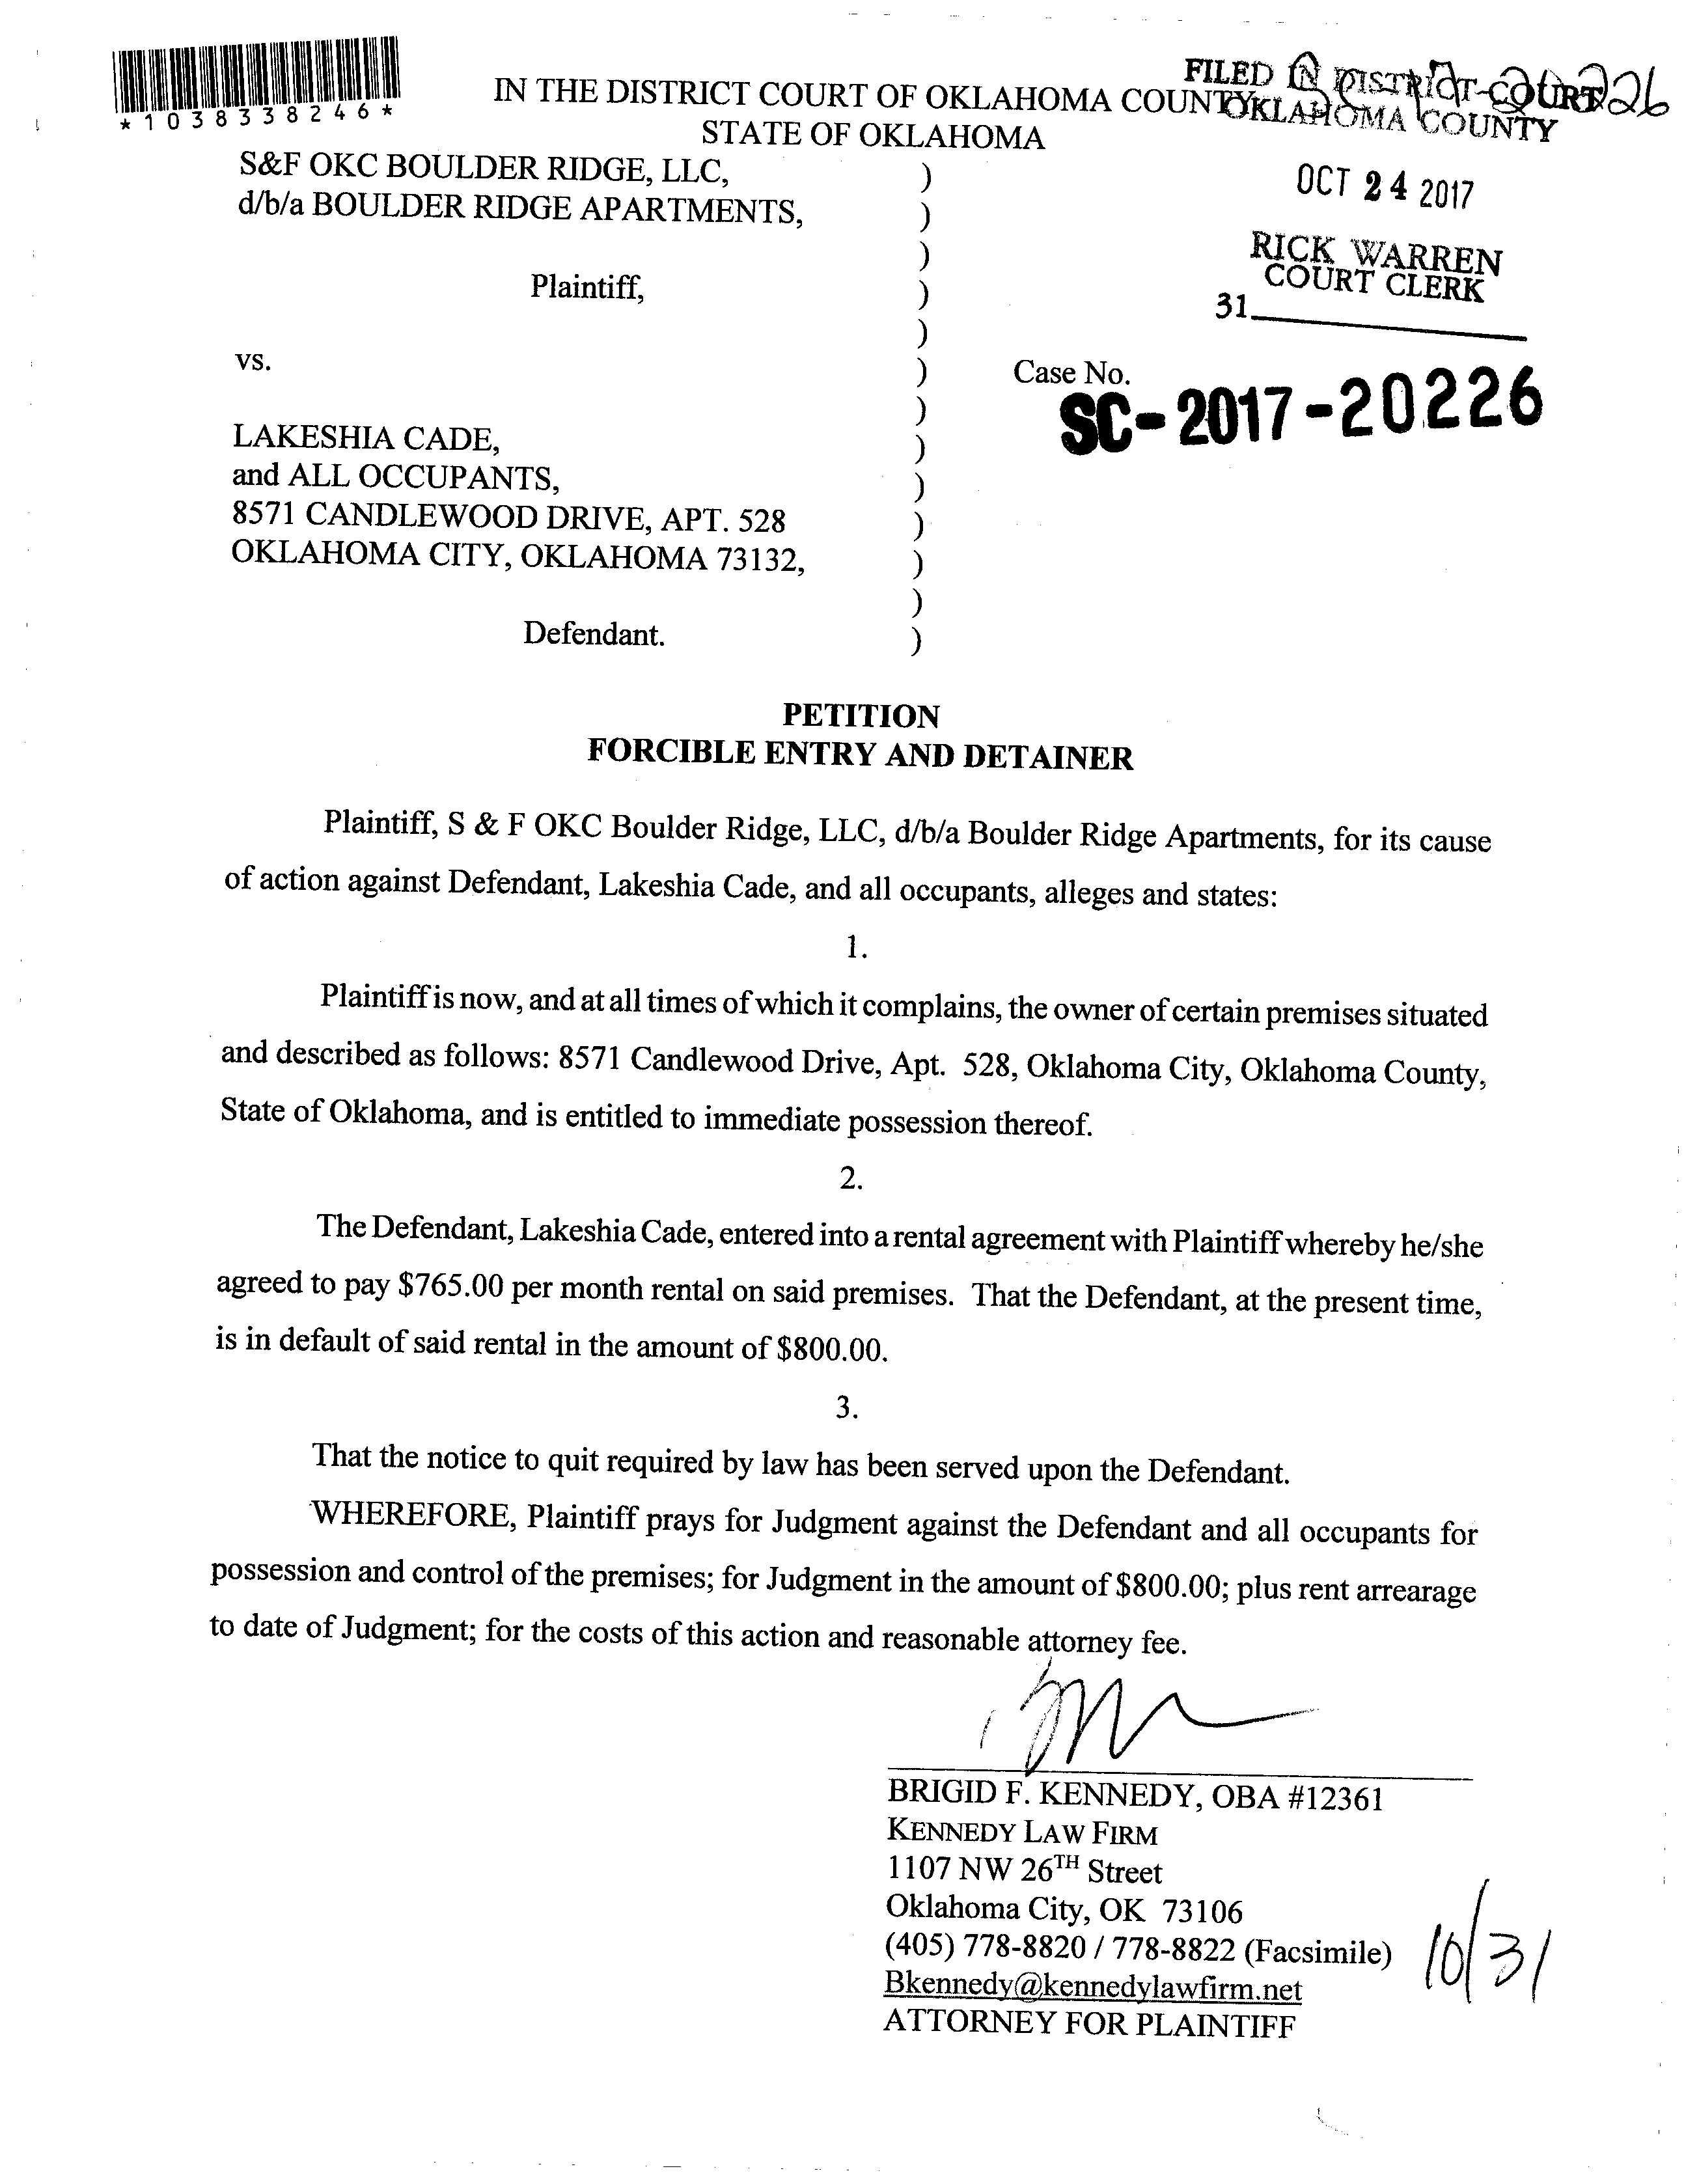 *1038338246*
IN THE DISTRICT COURT OF OKLAHOMA COUNTY
STATE OF OKLAHOMA
FILED IN DISTRICT COURT
OKLAHOMA COUNTY
OCT 24 2017
RICK WARREN
COURT CLERK
31
S&F OKC BOULDER RIDGE, LLC, )
d/b/a BOULDER RIDGE APARTMENTS, )
)
Plaintiff, )
)
vs. )
Case No.
SC-2017-20226
)
LAKESHIA CADE, )
and ALL OCCUPANTS, )
8571 CANDLEWOOD DRIVE, APT. 528 )
OKLAHOMA CITY, OKLAHOMA 73132, )
)
Defendant. )
PETITION
FORCIBLE ENTRY AND DETAINER
Plaintiff, S & F OKC Boulder Ridge, LLC, d/b/a Boulder Ridge Apartments, for its cause
of action against Defendant, Lakeshia Cade, and all occupants, alleges and states:
1.
Plaintiff is now, and at all times of which it complains, the owner of certain premises situated
and described as follows: 8571 Candlewood Drive, Apt. 528, Oklahoma City, Oklahoma County,
State of Oklahoma, and is entitled to immediate possession thereof.
2.
The Defendant, Lakeshia Cade, entered into a rental agreement with Plaintiff whereby he/she
agreed to pay $765.00 per month rental on said premises. That the Defendant, at the present time,
is in default of said rental in the amount of $800.00.
3.
That the notice to quit required by law has been served upon the Defendant.
WHEREFORE, Plaintiff prays for Judgment against the Defendant and all occupants for
possession and control of the premises; for Judgment in the amount of $800.00; plus rent arrearage
to date of Judgment; for the costs of this action and reasonable attorney fee.
BRIGID F. KENNEDY, OBA #12361
KENNEDY LAW FIRM
1107 NW 26TH Street
Oklahoma City, OK 73106
(405) 778-8820 / 778-8822 (Facsimile)
Bkennedy@kennedylawfirm.net
ATTORNEY FOR PLAINTIFF
10/31